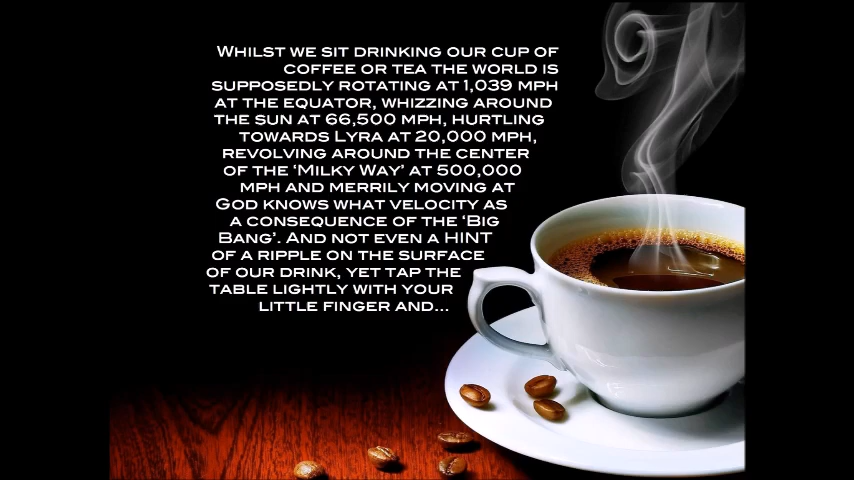 Whilst we sit drinking our cup of
coffee or tea the world is
supposedly rotating at 1,039 mph
at the equator, whizzing around
the sun at 66,500 mph, hurtling
towards Lyra at 20,000 mph,
revolving around the center
of the ‘Milky Way’ at 500,000
mph and merrily moving at
God knows what velocity as
a consequence of the ‘Big
Bang’. And not even a HINT
of a ripple on the surface
of our drink, yet tap the
table lightly with your
little finger and...